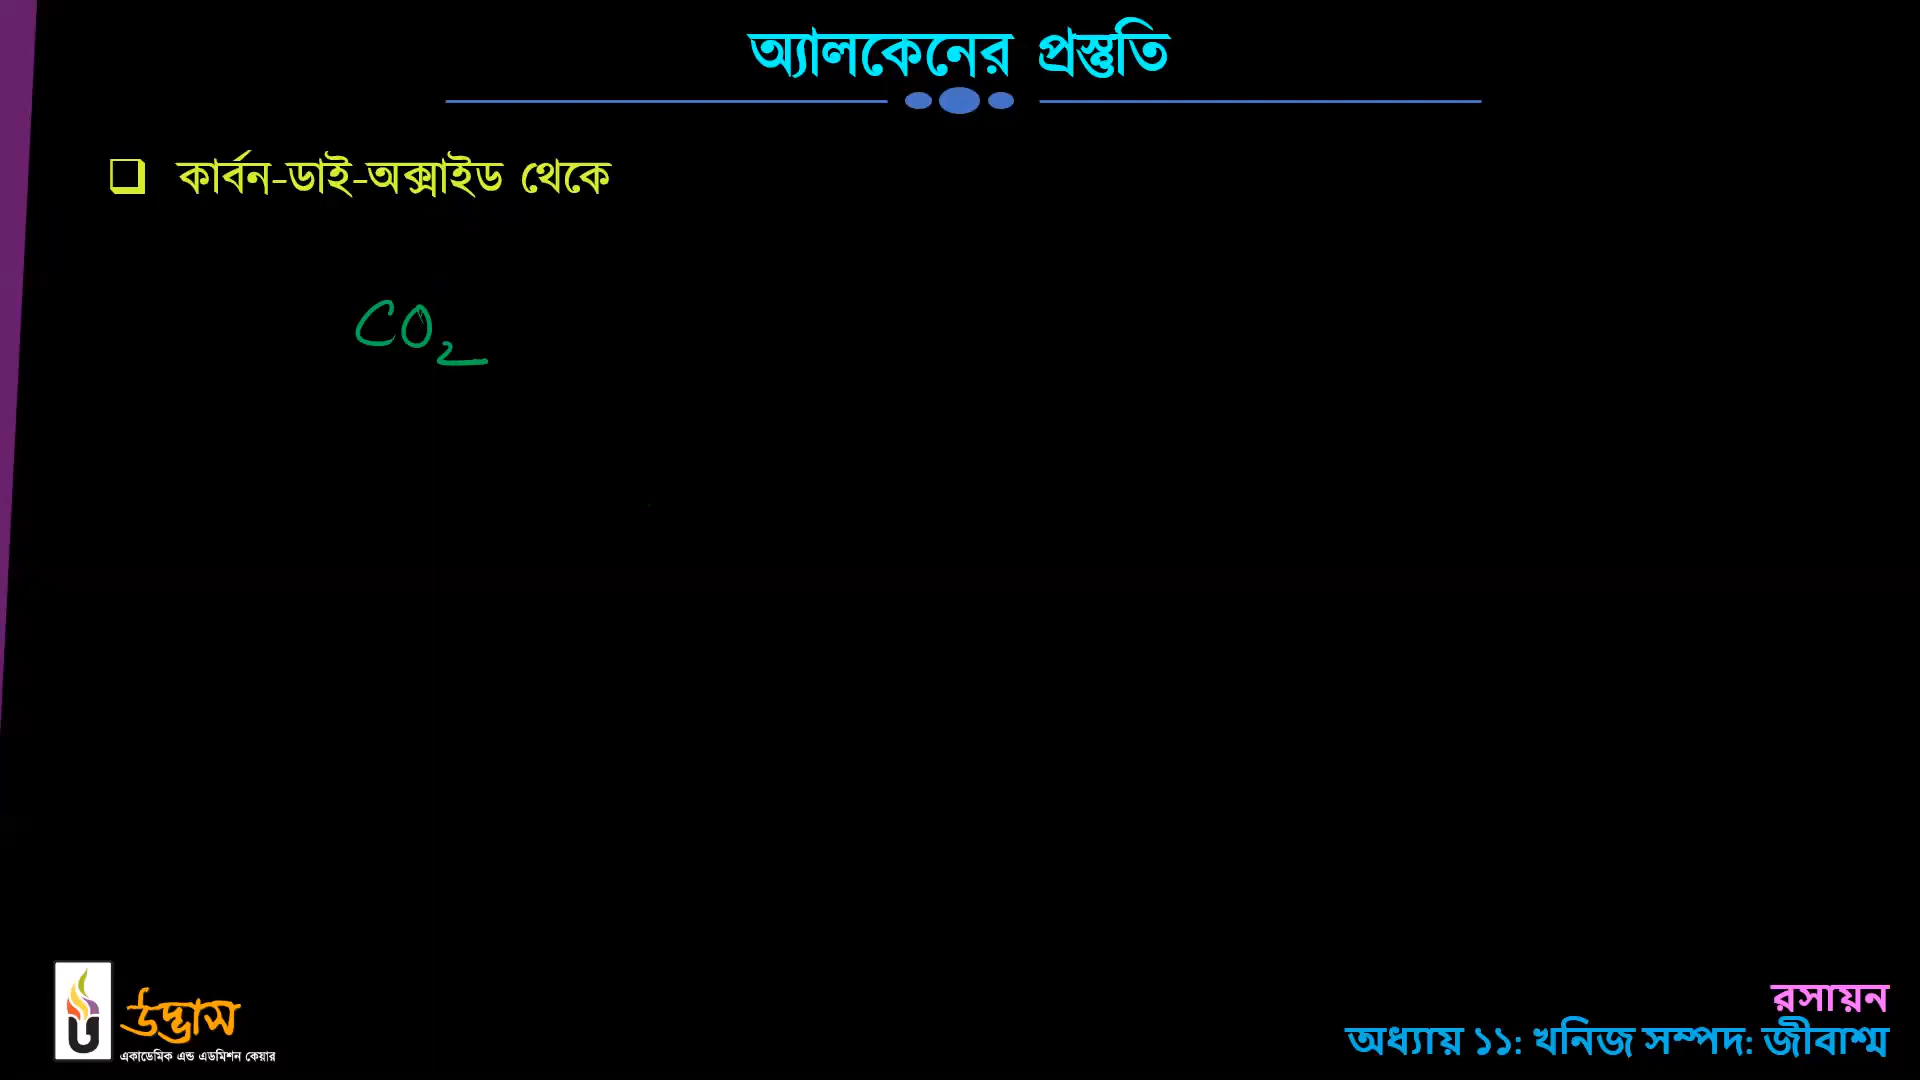 অ্যালকেনের প্রস্তুতি
কার্বন-ডাই-অক্সাইড থেকে
CO₂
উদ্ভাস
একাডেমিক এন্ড এডমিশন কেয়ার
রসায়ন
অধ্যায় ১১: খনিজ সম্পদ: জীবাশ্ম